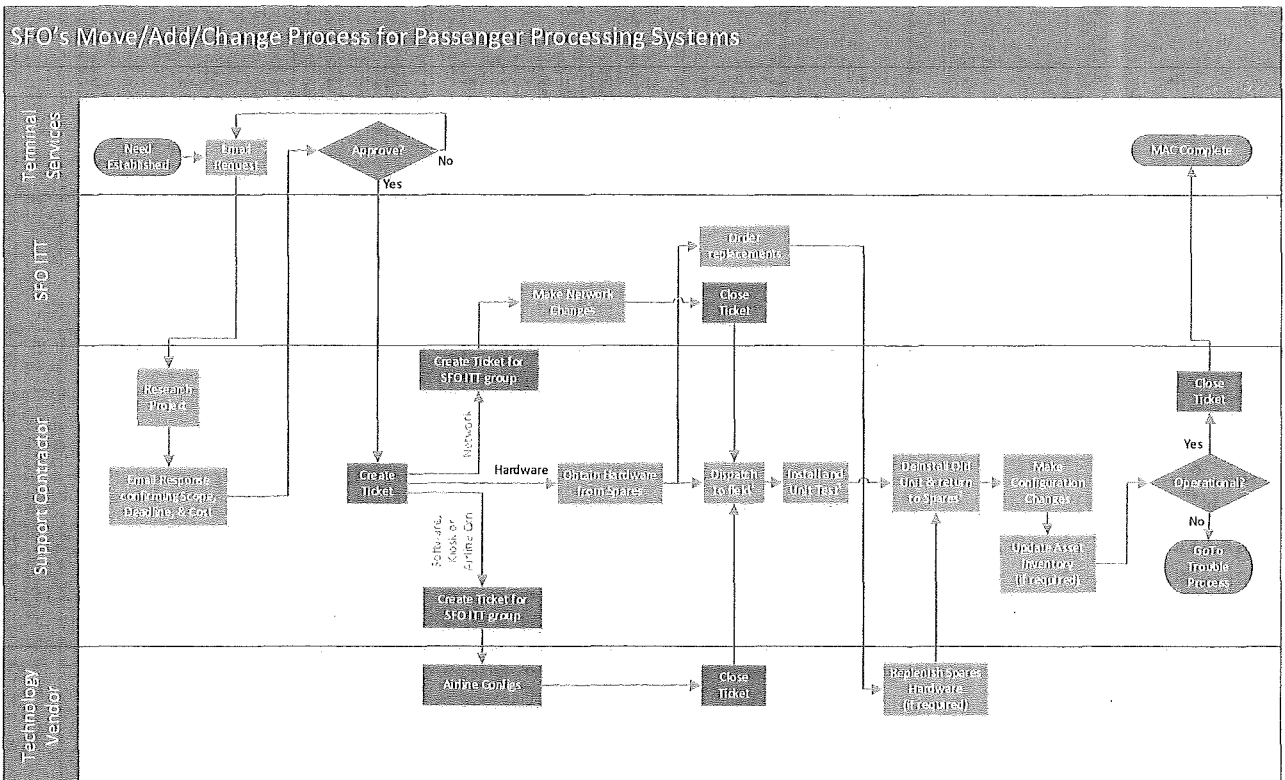 SFO's Move/Add/Change Process for Passenger Processing Systems
Terminal
Services
Need
Established
Email
Request
Approve?
No
Yes
MAC Complete
SFO ITT
Order
replacements
Make Network
Changes
Close
Ticket
Support Contractor
Research
Project
Email Response
confirming Scope,
Deadline, & Cost
Create
Ticket
Create Ticket for
SFO ITT group
Network
Hardware
Software,
Kiosk or
Airline
Create Ticket for
SFO ITT group
Obtain Hardware
from Spares
Dispatch
to field
Install and
Unit Test
Deinstall Old
Unit & return
to Spares
Make
Configuration
Changes
Update Asset
Inventory
(if required)
Close
Ticket
Yes
Operational?
No
Go To
Trouble
Process
Technology
Vendor
Airline Configs
Close
Ticket
Replenish Spares
Hardware
(if required)